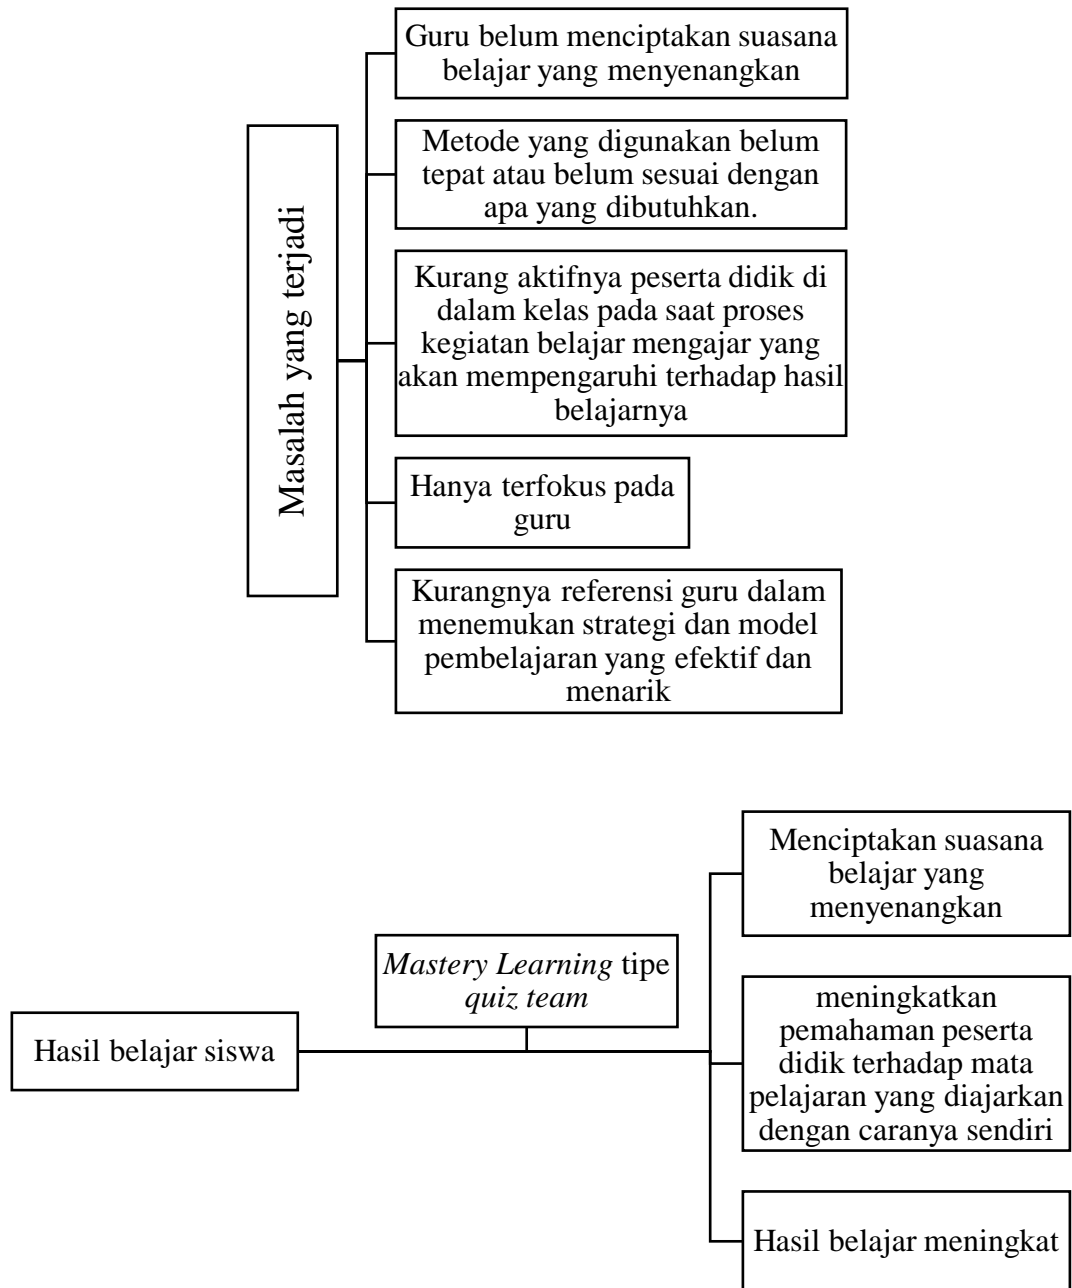 Guru belum menciptakan suasana
belajar yang menyenangkan
Metode yang digunakan belum
tepat atau belum sesuai dengan
apa yang dibutuhkan.
Masalah yang terjadi
Kurang aktifnya peserta didik di
dalam kelas pada saat proses
kegiatan belajar mengajar yang
akan mempengaruhi terhadap hasil
belajarnya
Hanya terfokus pada
guru
Kurangnya referensi guru dalam
menemukan strategi dan model
pembelajaran yang efektif dan
menarik
Hasil belajar siswa
Mastery Learning tipe
quiz team
Menciptakan suasana
belajar yang
menyenangkan
meningkatkan
pemahaman peserta
didik terhadap mata
pelajaran yang diajarkan
dengan caranya sendiri
Hasil belajar meningkat